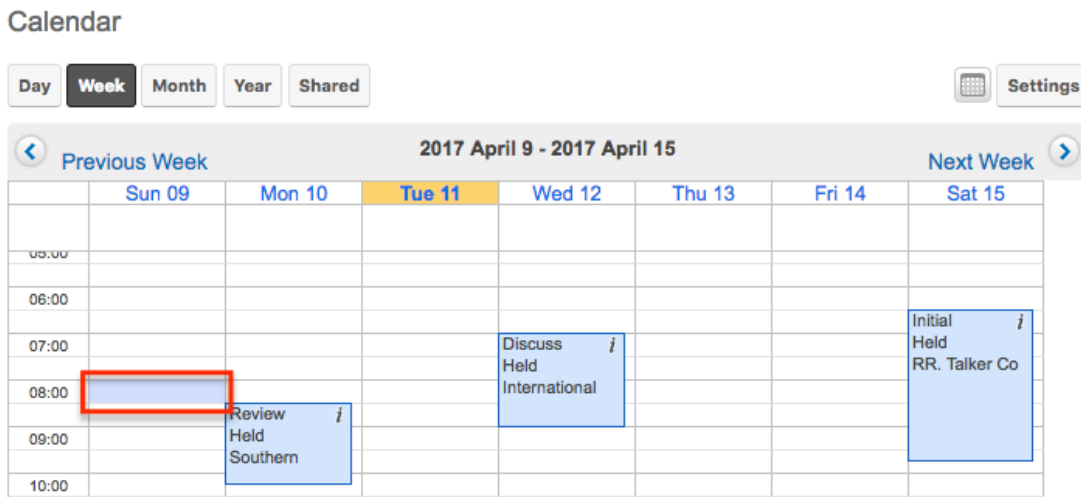 Calendar
Day Week Month Year Shared Settings
Previous Week 2017 April 9 - 2017 April 15 Next Week
Sun 09 Mon 10 Tue 11 Wed 12 Thu 13 Fri 14 Sat 15
05:00
06:00
Initial i
07:00 Discuss i Held
Held RR. Talker Co
08:00 International
Review i
09:00 Held
Southern
10:00